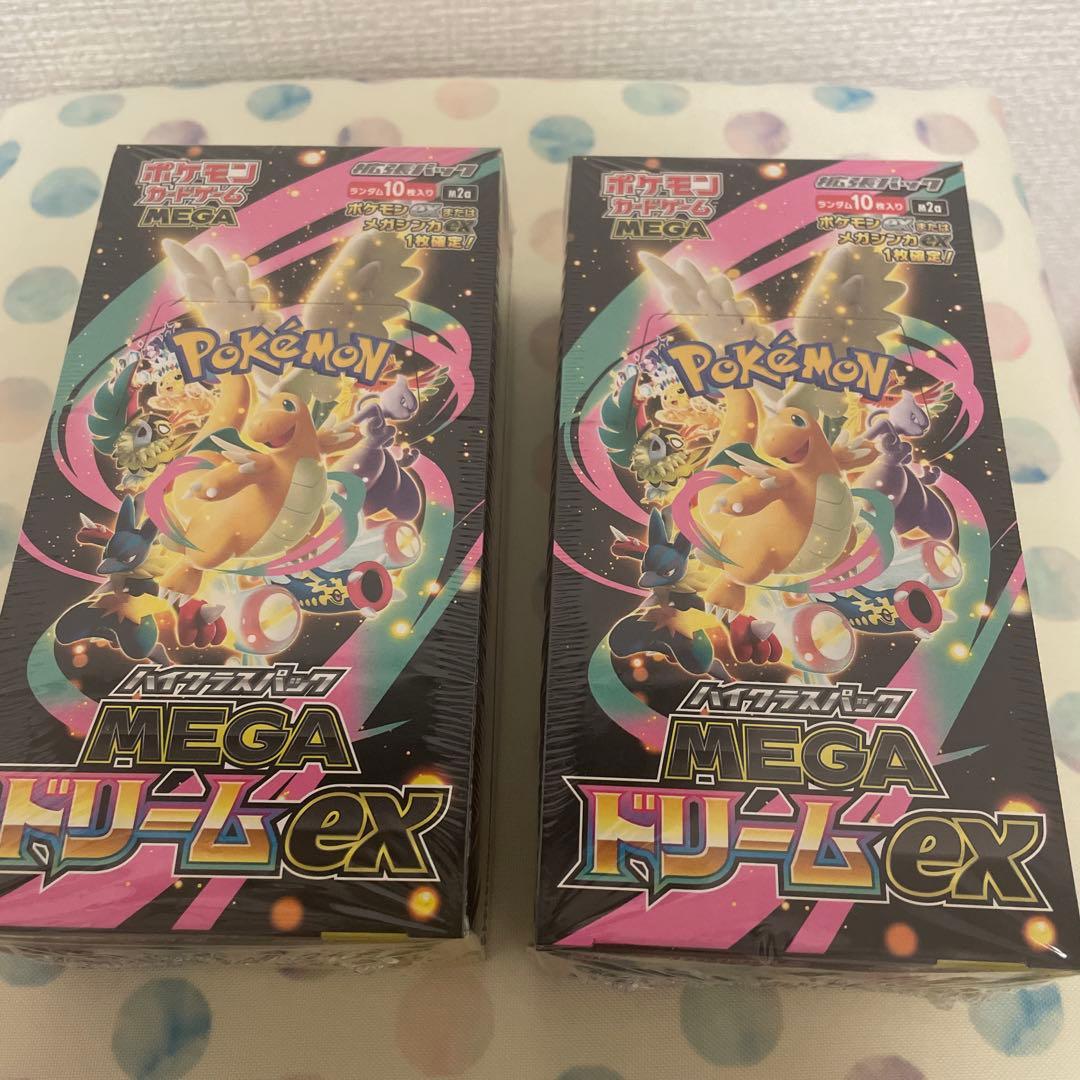 ポケモン
カードゲーム
MEGA
拡張パック
ランダム10枚入り
m2a
ポケモンexまたは
メガシンカex
1枚確定!
POKéMON
TM
ハイクラスパック
MEGA
ドリームex
ポケモン
カードゲーム
MEGA
拡張パック
ランダム10枚入り
m2a
ポケモンexまたは
メガシンカex
1枚確定!
POKéMON
TM
ハイクラスパック
MEGA
ドリームex